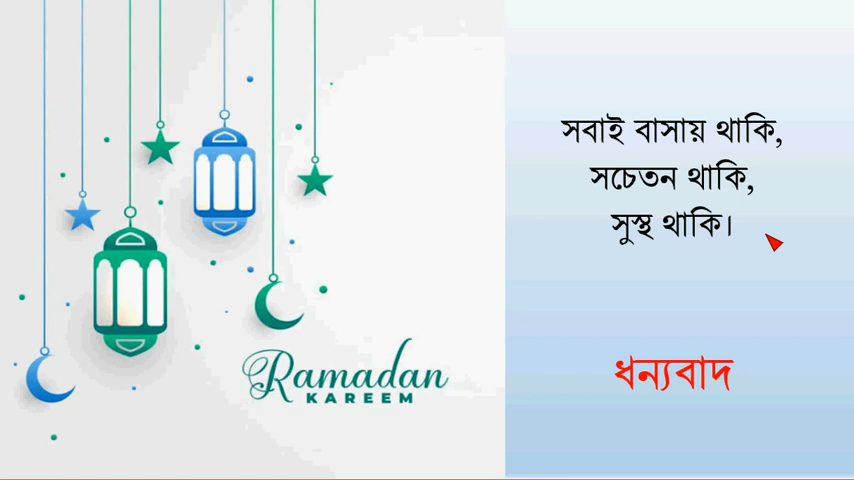 Ramadan
KAREEM
সবাই বাসায় থাকি,
সচেতন থাকি,
সুস্থ থাকি।
ধন্যবাদ